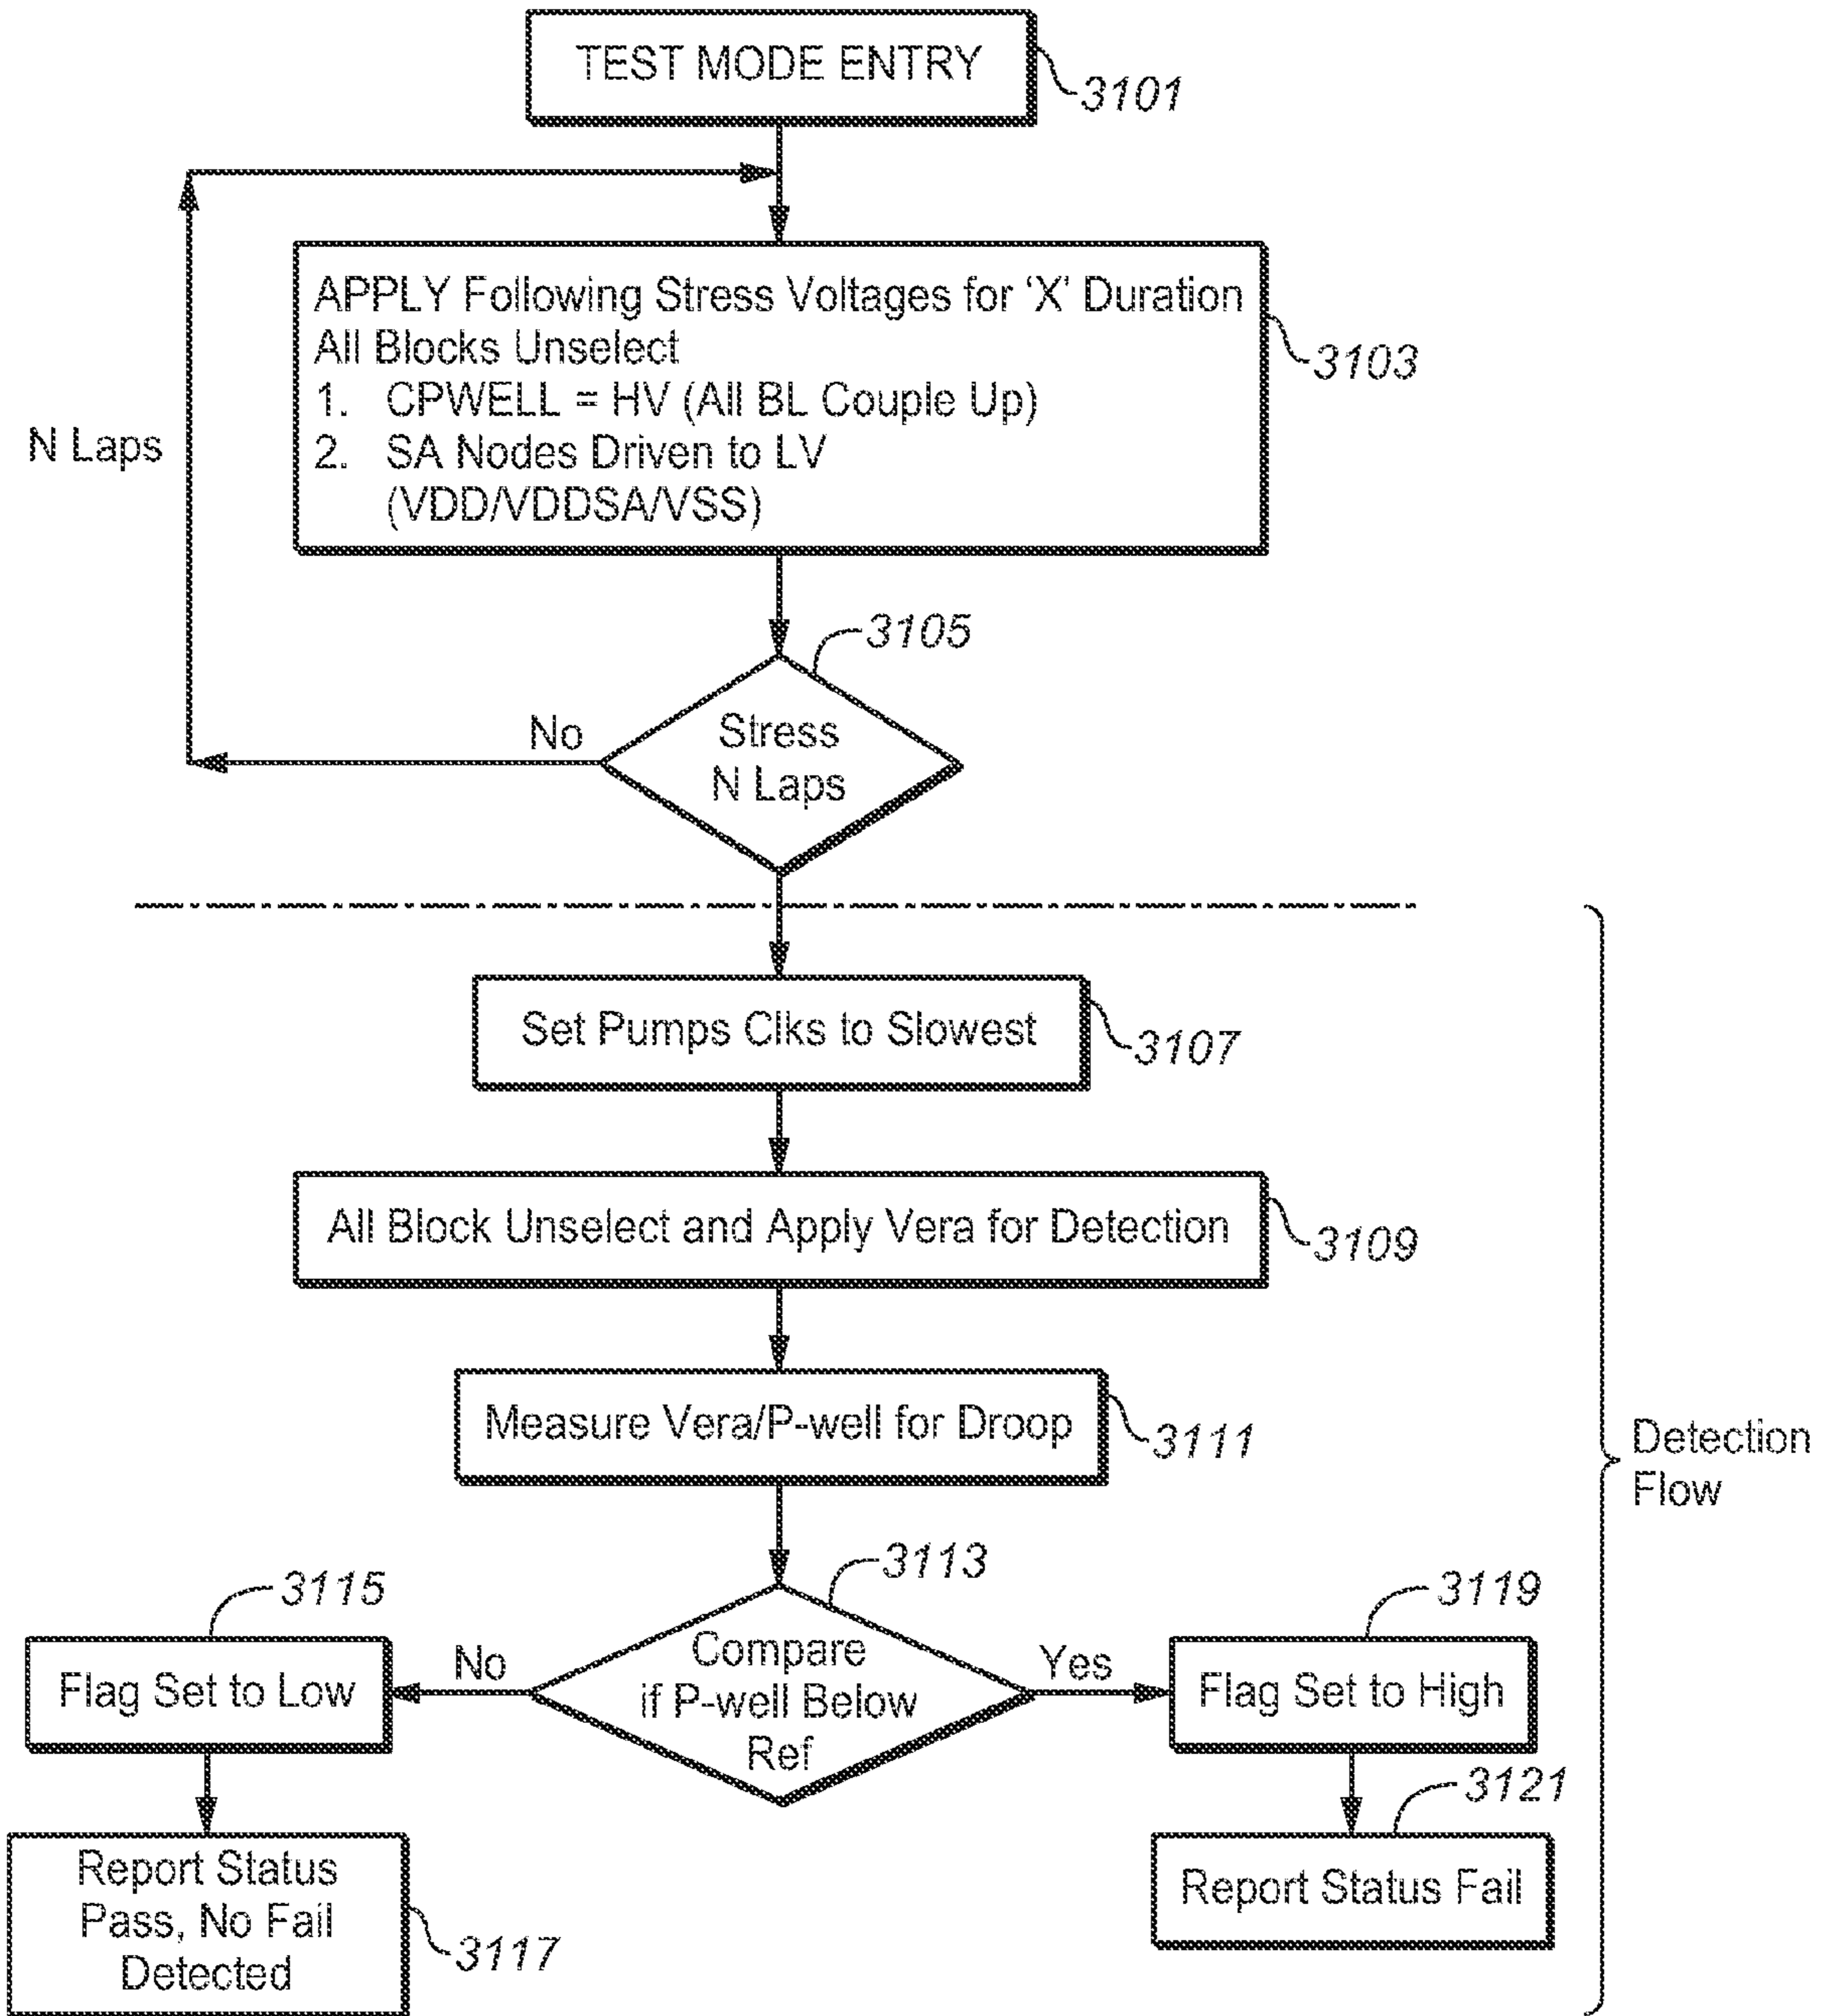 TEST MODE ENTRY
3101
APPLY Following Stress Voltages for 'X' Duration
All Blocks Unselect
1. CPWELL = HV (All BL Couple Up)
2. SA Nodes Driven to LV
(VDD/VDDSA/VSS)
3103
N Laps
3105
Stress
N Laps
No
Set Pumps Clks to Slowest
3107
All Block Unselect and Apply Vera for Detection
3109
Measure Vera/P-well for Droop
3111
Detection
Flow
3113
Compare
if P-well Below
Ref
No
Yes
3115
Flag Set to Low
3119
Flag Set to High
Report Status
Pass, No Fail
Detected
3117
3121
Report Status Fail